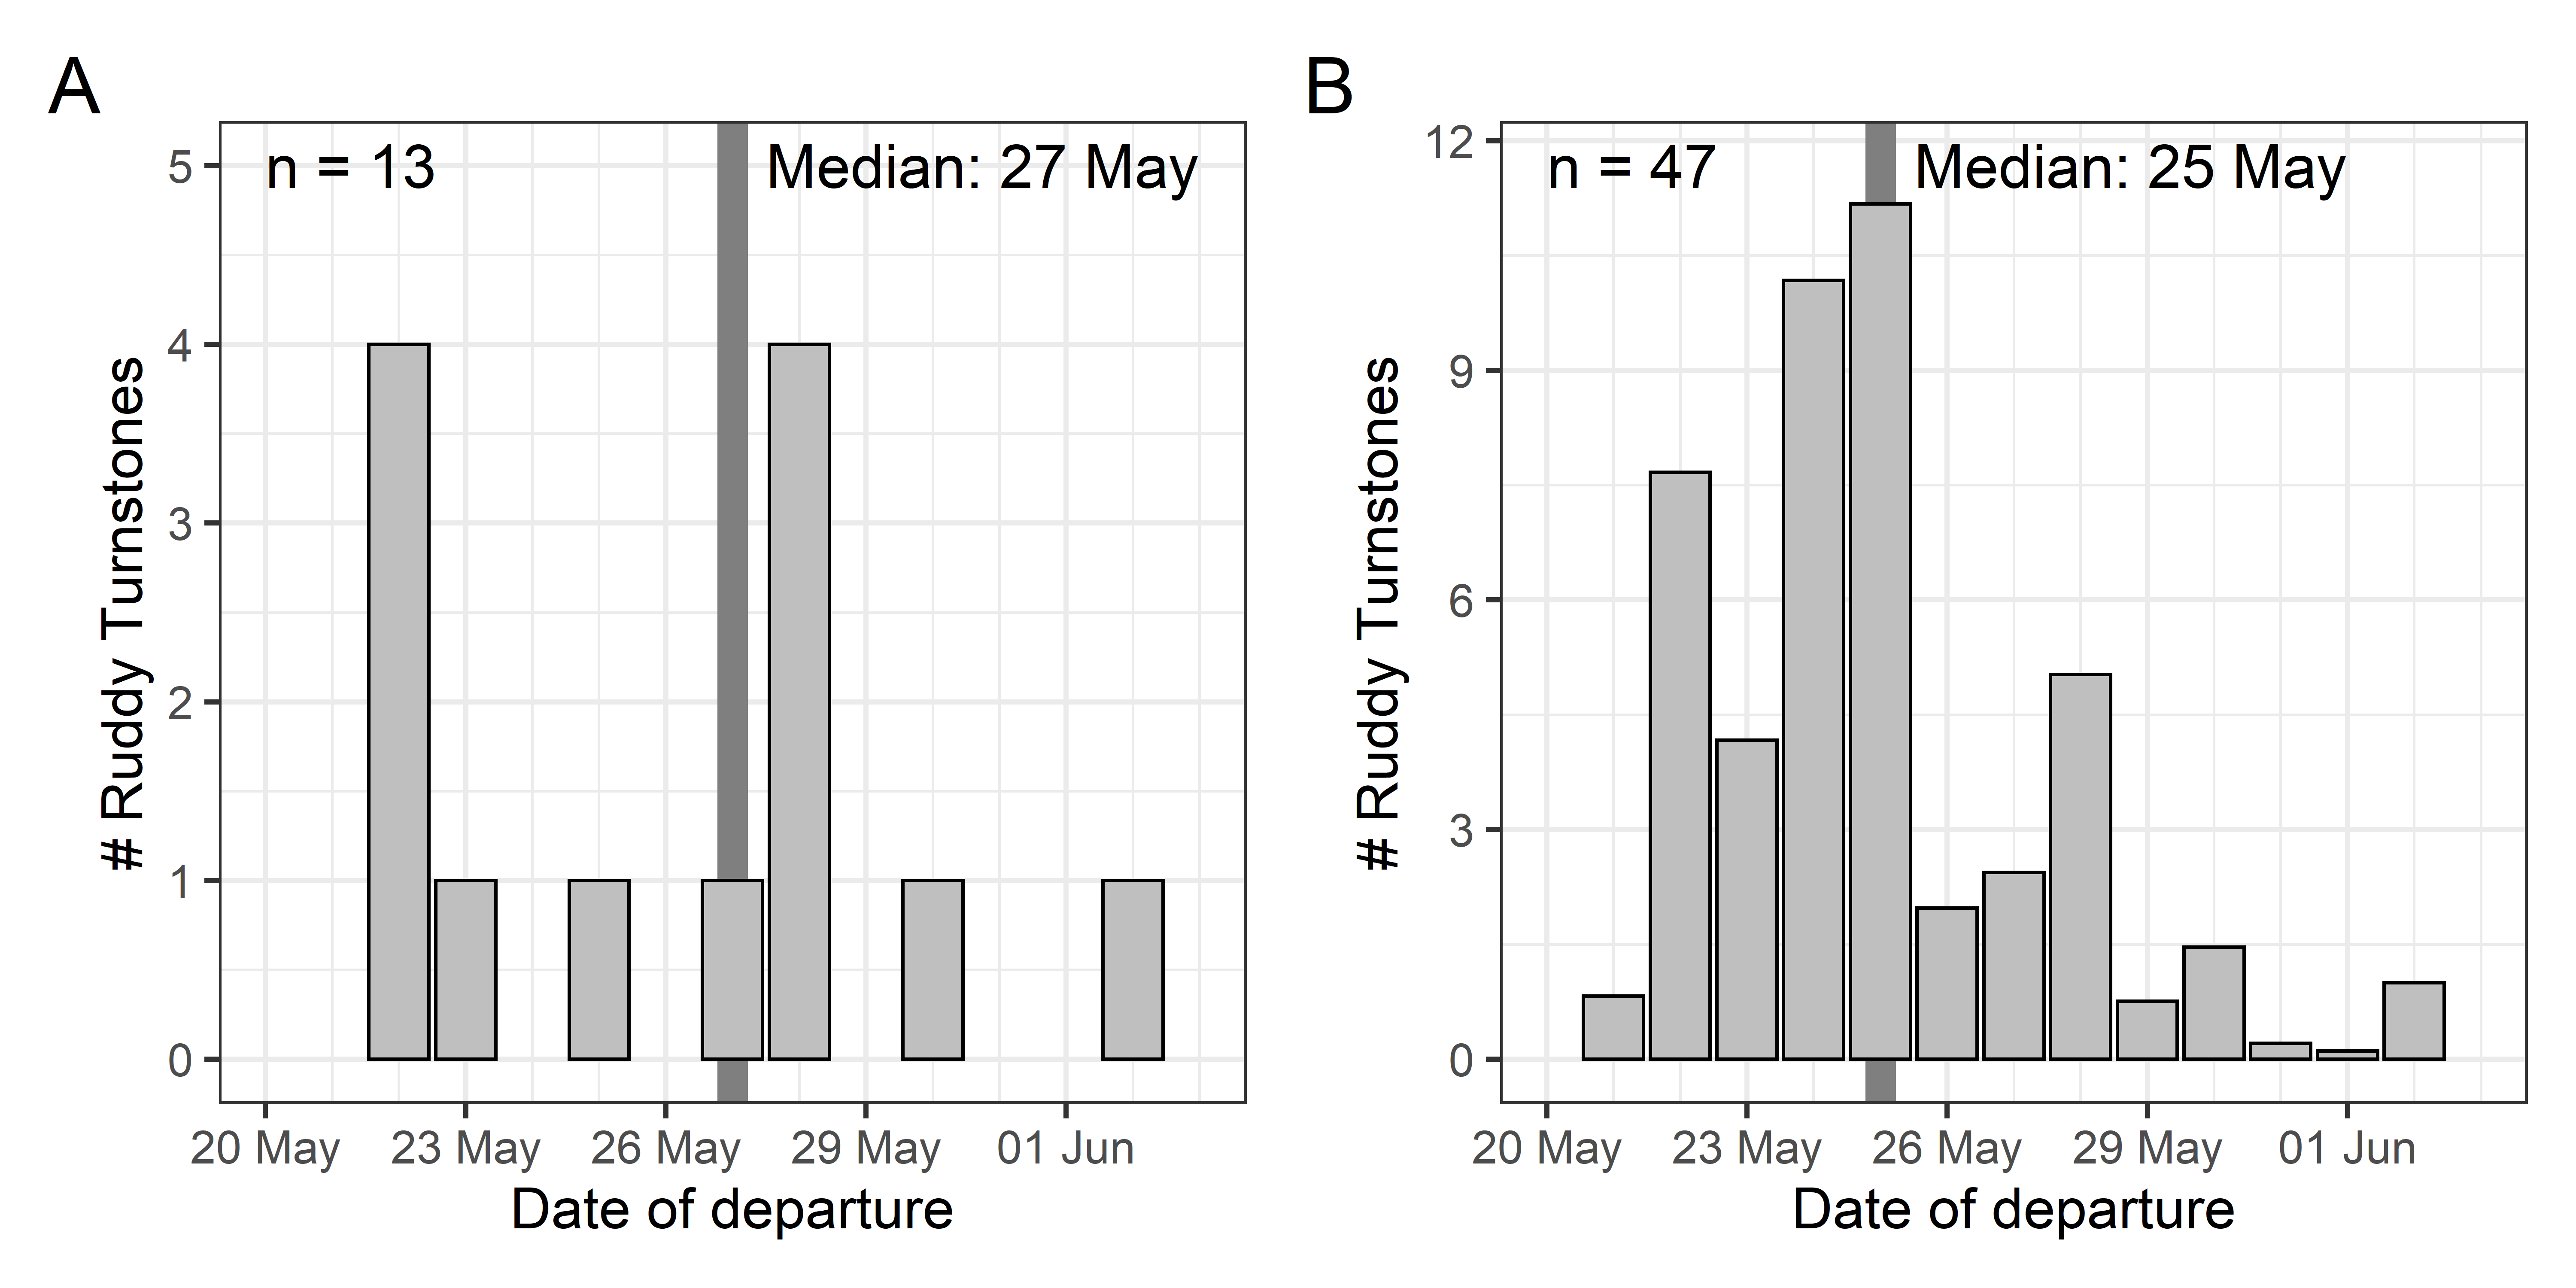 A
n = 13
Median: 27 May
5
4
3
2
1
0
# Ruddy Turnstones
20 May
23 May
26 May
29 May
01 Jun
Date of departure
B
n = 47
Median: 25 May
12
9
6
3
0
# Ruddy Turnstones
20 May
23 May
26 May
29 May
01 Jun
Date of departure